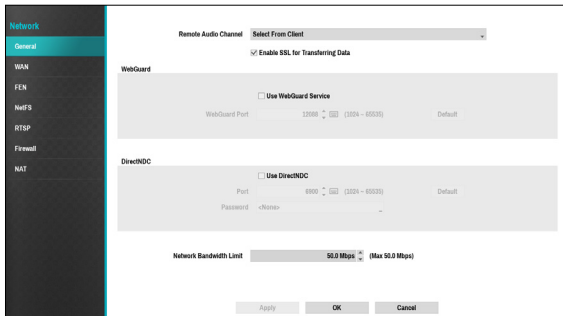 Network
General
WAN
FEN
NetFS
RTSP
Firewall
NAT
Remote Audio Channel Select From Client
Enable SSL for Transferring Data
WebGuard
Use WebGuard Service
WebGuard Port 12088 (1024 ~ 65535) Default
DirectNDC
Use DirectNDC
Port 6900 (1024 ~ 65535) Default
Password <None>
Network Bandwidth Limit 50.0 Mbps (Max 50.0 Mbps)
Apply OK Cancel